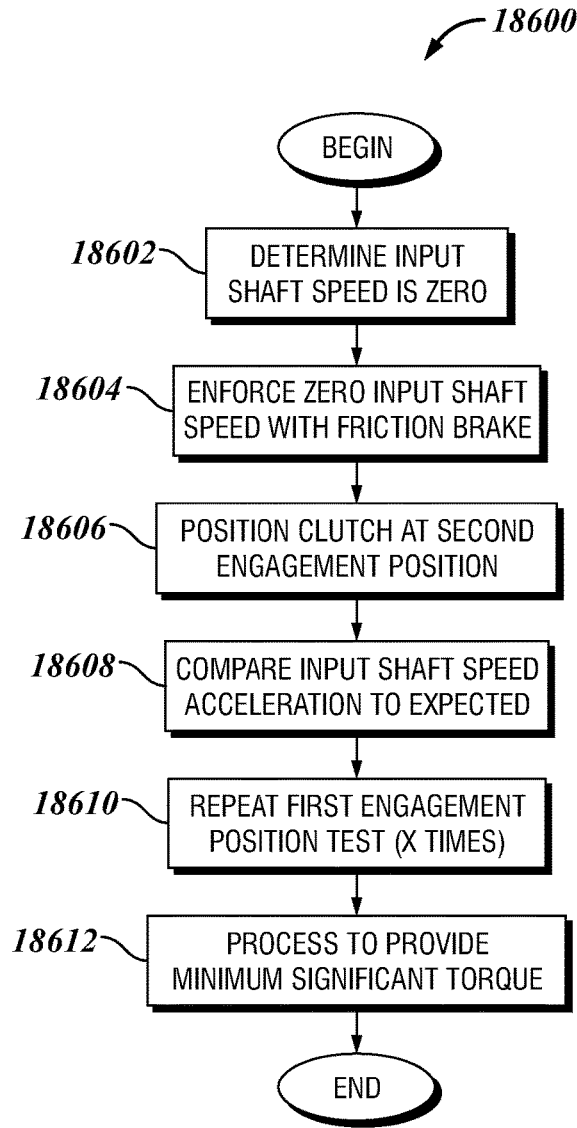 18600
BEGIN
18602
DETERMINE INPUT
SHAFT SPEED IS ZERO
18604
ENFORCE ZERO INPUT SHAFT
SPEED WITH FRICTION BRAKE
18606
POSITION CLUTCH AT SECOND
ENGAGEMENT POSITION
18608
COMPARE INPUT SHAFT SPEED
ACCELERATION TO EXPECTED
18610
REPEAT FIRST ENGAGEMENT
POSITION TEST (X TIMES)
18612
PROCESS TO PROVIDE
MINIMUM SIGNIFICANT TORQUE
END